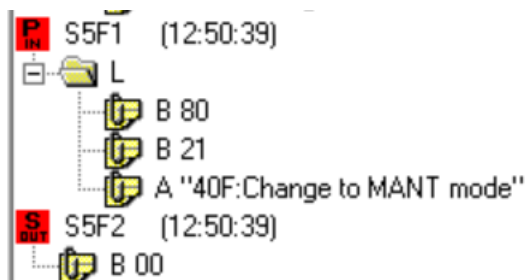 P IN S5F1 (12:50:39)
L
B 80
B 21
A "40F:Change to MANT mode"
S OUT S5F2 (12:50:39)
B 00